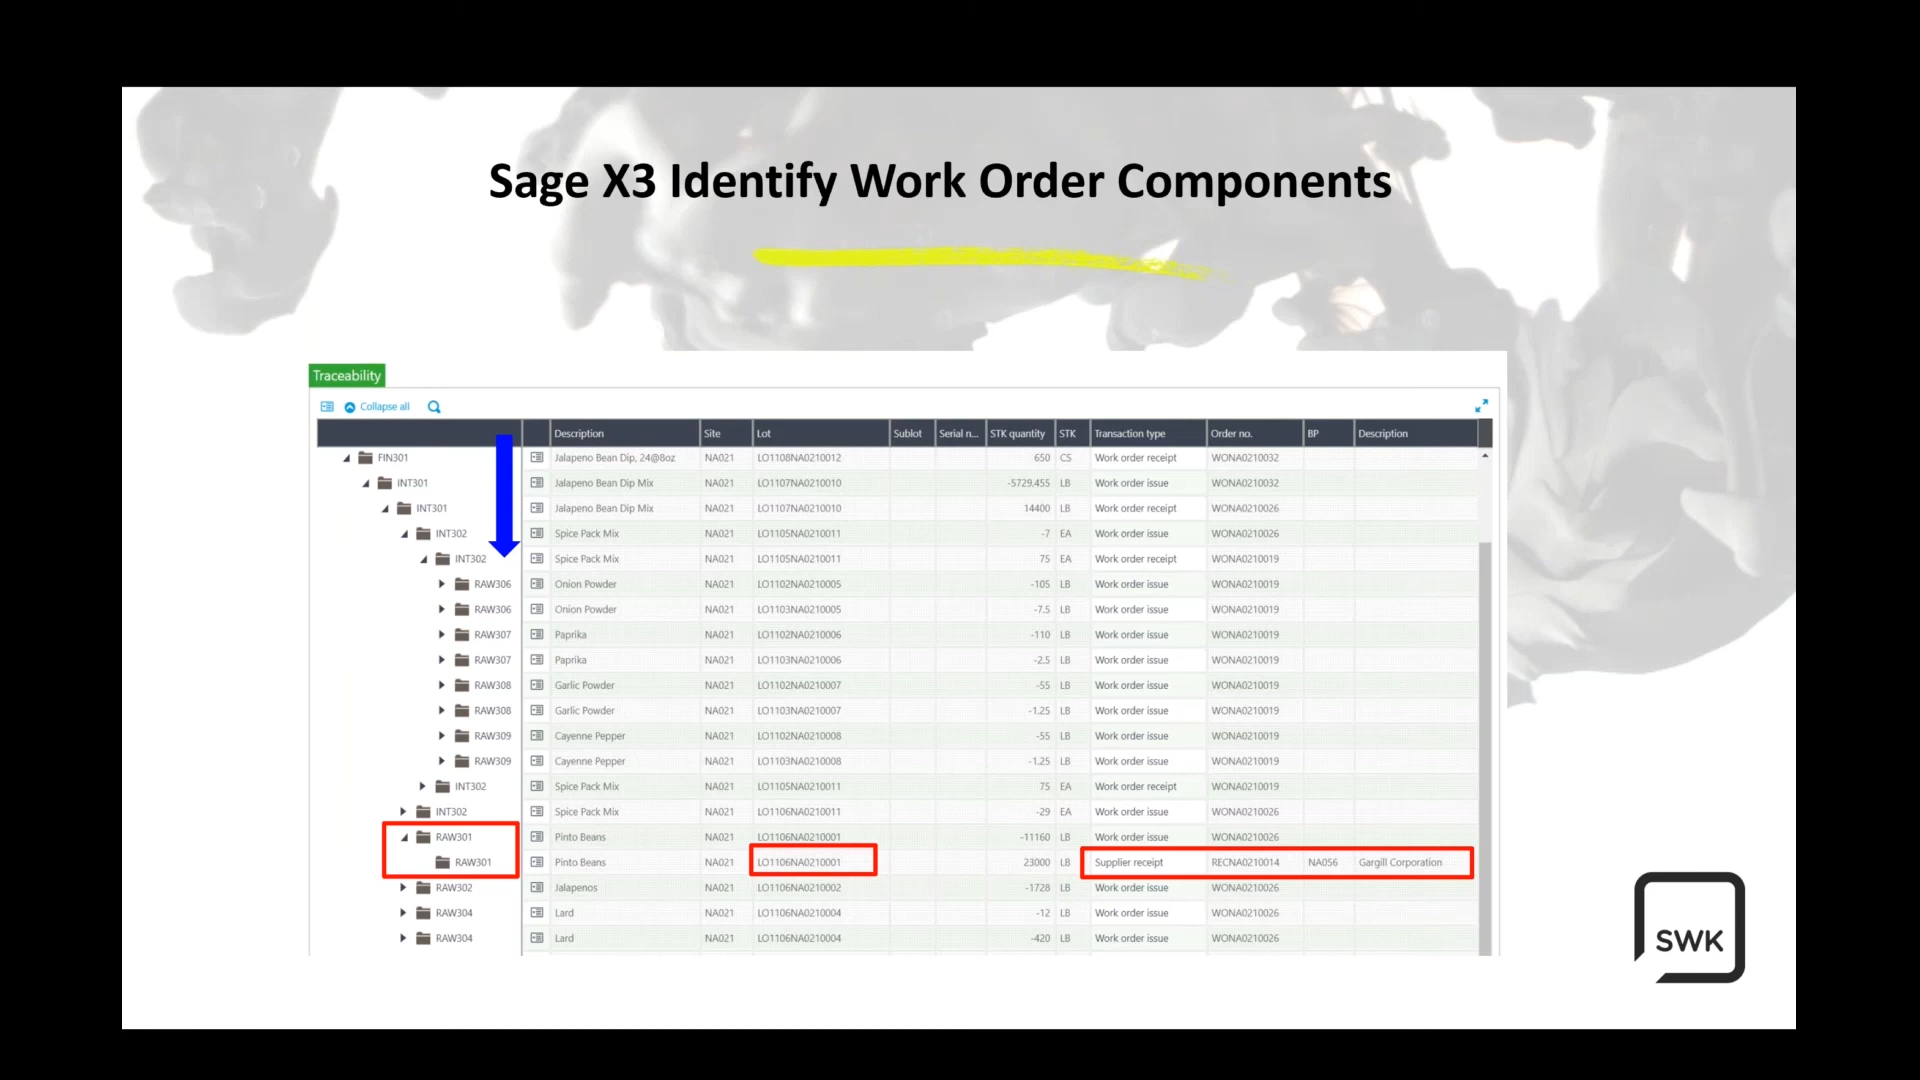 Sage X3 Identify Work Order Components
Traceability
Collapse all
Description Site Lot Sublot Serial n... STK quantity STK Transaction type Order no. BP Description
FIN301 Jalapeno Bean Dip, 24@8oz NA021 LO1108NA0210012 650 CS Work order receipt WONA0210032
INT301 Jalapeno Bean Dip Mix NA021 LO1107NA0210010 -5729.455 LB Work order issue WONA0210032
INT301 Jalapeno Bean Dip Mix NA021 LO1107NA0210010 14400 LB Work order receipt WONA0210026
INT302 Spice Pack Mix NA021 LO1105NA0210011 -7 EA Work order issue WONA0210026
INT302 Spice Pack Mix NA021 LO1105NA0210011 75 EA Work order receipt WONA0210019
RAW306 Onion Powder NA021 LO1102NA0210005 -105 LB Work order issue WONA0210019
RAW306 Onion Powder NA021 LO1103NA0210005 -7.5 LB Work order issue WONA0210019
RAW307 Paprika NA021 LO1102NA0210006 -110 LB Work order issue WONA0210019
RAW307 Paprika NA021 LO1103NA0210006 -2.5 LB Work order issue WONA0210019
RAW308 Garlic Powder NA021 LO1102NA0210007 -55 LB Work order issue WONA0210019
RAW308 Garlic Powder NA021 LO1103NA0210007 -1.25 LB Work order issue WONA0210019
RAW309 Cayenne Pepper NA021 LO1102NA0210008 -55 LB Work order issue WONA0210019
RAW309 Cayenne Pepper NA021 LO1103NA0210008 -1.25 LB Work order issue WONA0210019
INT302 Spice Pack Mix NA021 LO1105NA0210011 75 EA Work order receipt WONA0210019
INT302 Spice Pack Mix NA021 LO1106NA0210011 -29 EA Work order issue WONA0210026
RAW301 Pinto Beans NA021 LO1106NA0210001 -11160 LB Work order issue WONA0210026
RAW301 Pinto Beans NA021 LO1106NA0210001 23000 LB Supplier receipt RECNA0210014 NA056 Gargill Corporation
RAW302 Jalapenos NA021 LO1106NA0210002 -1728 LB Work order issue WONA0210026
RAW304 Lard NA021 LO1106NA0210004 -12 LB Work order issue WONA0210026
RAW304 Lard NA021 LO1106NA0210004 -420 LB Work order issue WONA0210026
SWK